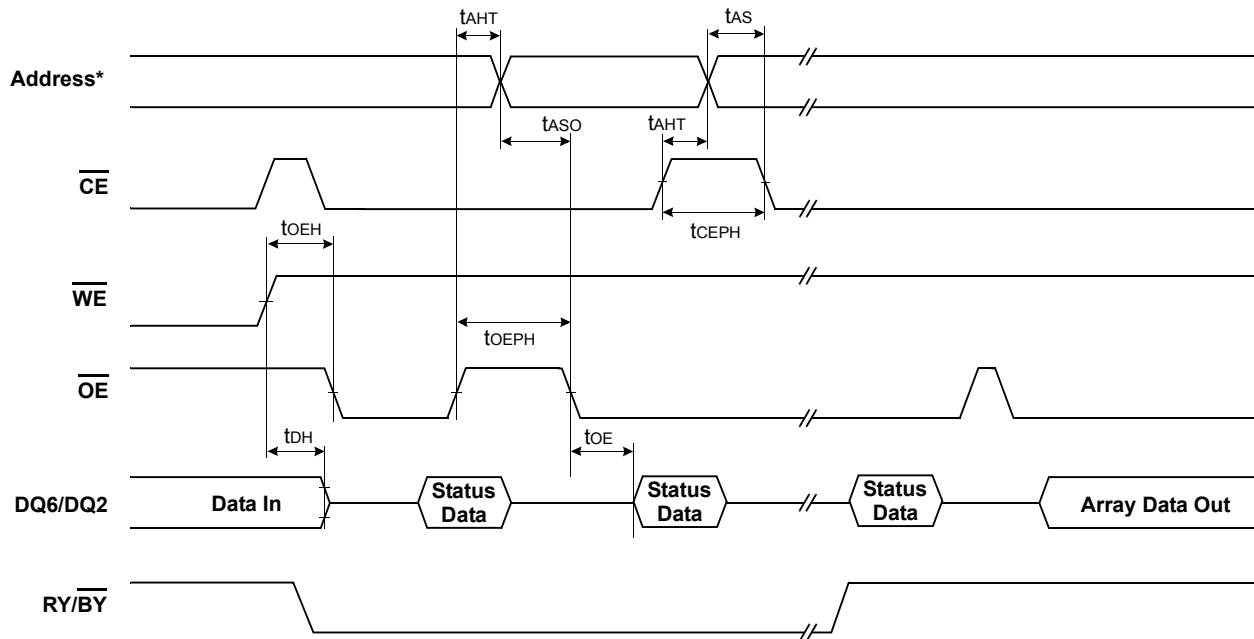 tAHT
tAS
Address*
tASO
tAHT
CE
tCEPH
tOEH
WE
tOEPH
OE
tDH
tOE
DQ6/DQ2
Data In
Status
Data
Status
Data
Status
Data
Array Data Out
RY/BY